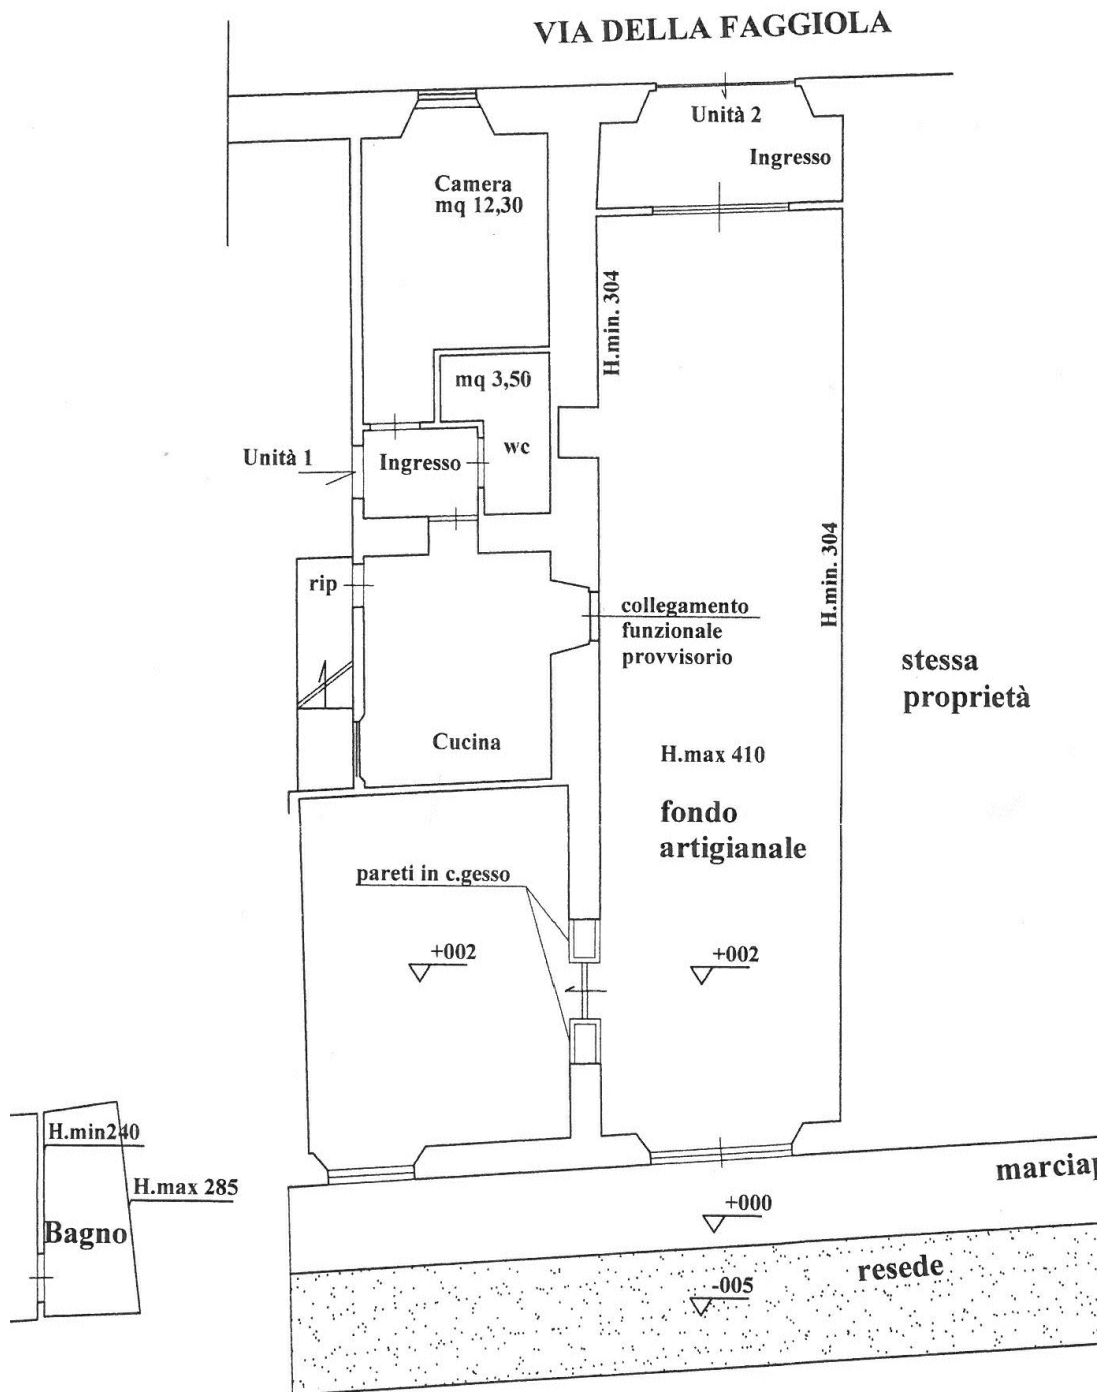 VIA DELLA FAGGIOLA
Unità 2
Ingresso
Camera
mq 12,30
H.min. 304
mq 3,50
wc
Unità 1
Ingresso
rip
H.min. 304
collegamento
funzionale
provvisorio
stessa
proprietà
Cucina
H.max 410
fondo
artigianale
pareti in c.gesso
+002
+002
H.min240
H.max 285
Bagno
marciap
+000
resede
-005